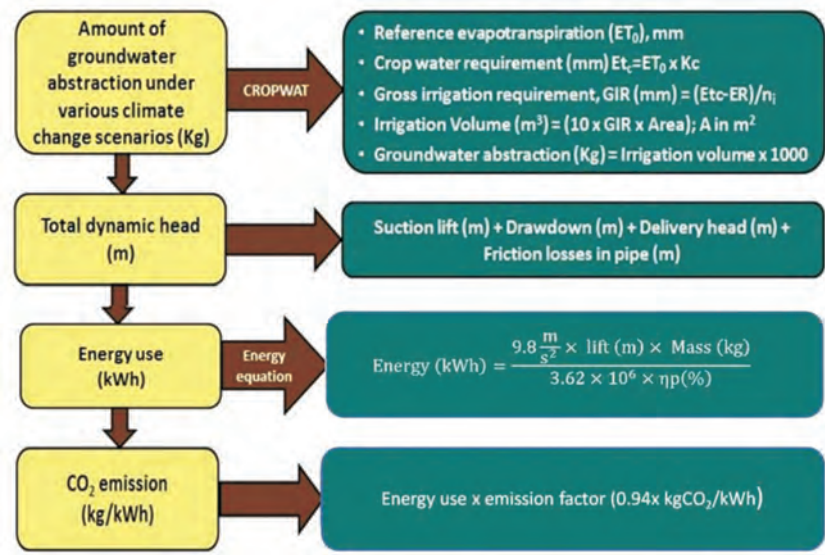 Amount of
groundwater
abstraction under
various climate
change scenarios (Kg)
CROPWAT
• Reference evapotranspiration (ET₀), mm
• Crop water requirement (mm) Etc=ET₀ x Kc
• Gross irrigation requirement, GIR (mm) = (Etc-ER)/nᵢ
• Irrigation Volume (m³) = (10 x GIR x Area); A in m²
• Groundwater abstraction (Kg) = Irrigation volume x 1000
Total dynamic head
(m)
Suction lift (m) + Drawdown (m) + Delivery head (m) +
Friction losses in pipe (m)
Energy use
(kWh)
Energy
equation
Energy (kWh) = 9.8 m/s² × lift (m) × Mass (kg) / 3.62 × 10⁶ × ηp(%)
CO₂ emission
(kg/kWh)
Energy use x emission factor (0.94x kgCO₂/kWh)